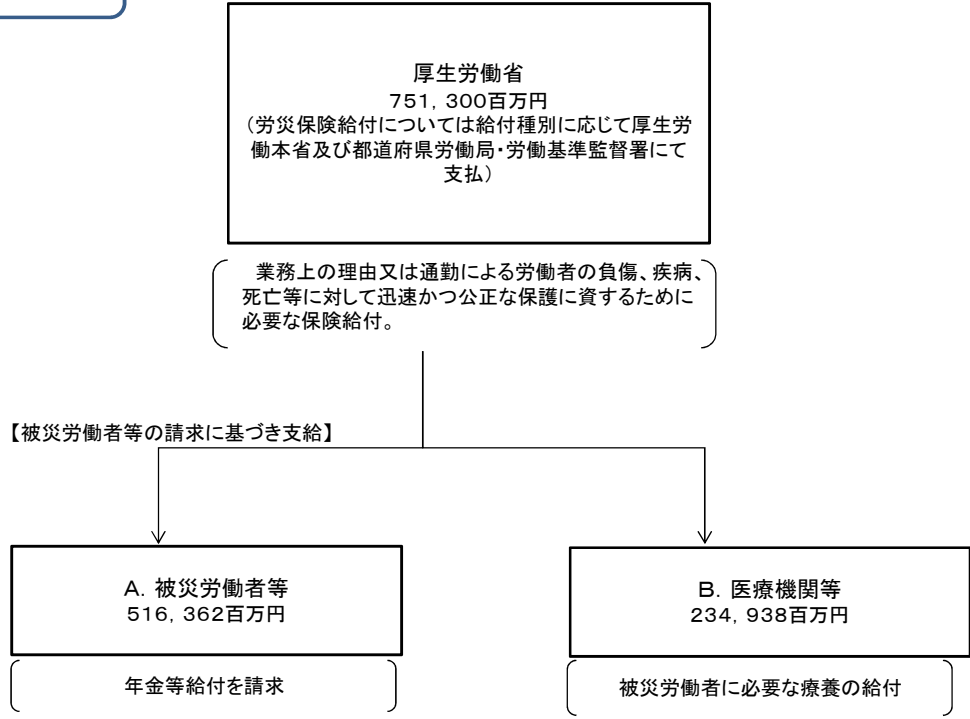 厚生労働省
751,300百万円
(労災保険給付については給付種別に応じて厚生労
働本省及び都道府県労働局・労働基準監督署にて
支払)
業務上の理由又は通勤による労働者の負傷、疾病、
死亡等に対して迅速かつ公正な保護に資するために
必要な保険給付。
【被災労働者等の請求に基づき支給】
A.被災労働者等
516,362百万円
年金等給付を請求
B.医療機関等
234,938百万円
被災労働者に必要な療養の給付